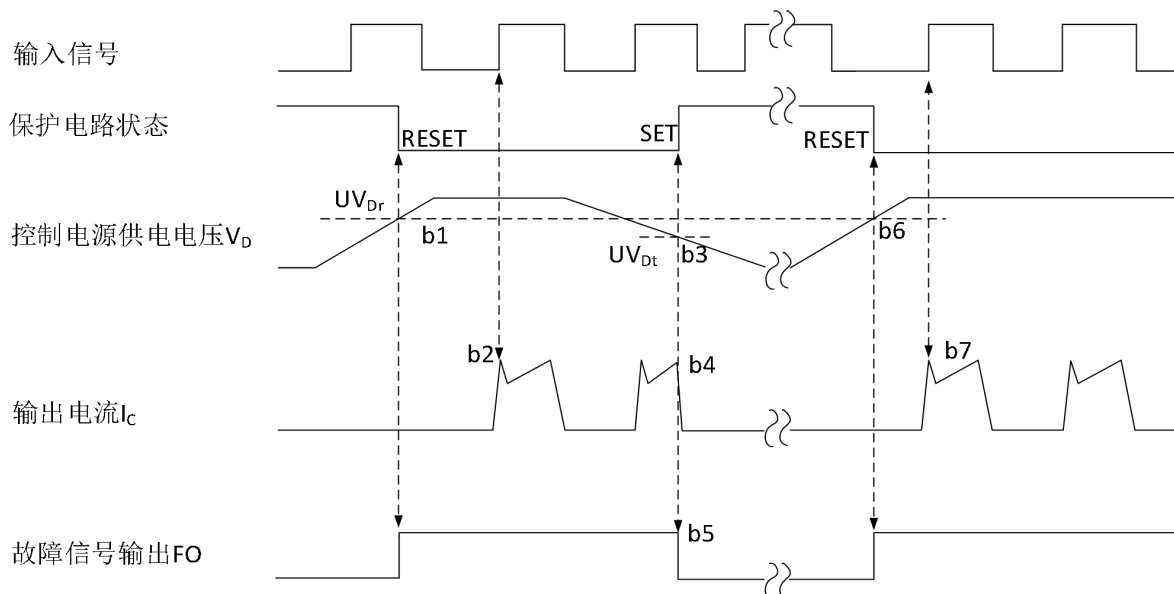 输入信号
保护电路状态
RESET
SET
RESET
UVDr
控制电源供电电压VD
b1
UVDt
b3
b6
b2
b4
b7
输出电流IC
b5
故障信号输出FO